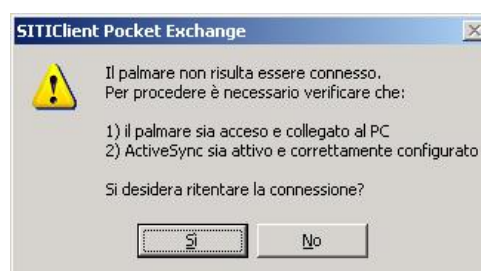 SITIClient Pocket Exchange
Il palmare non risulta essere connesso.
Per procedere è necessario verificare che:
1) il palmare sia acceso e collegato al PC
2) ActiveSync sia attivo e correttamente configurato
Si desidera ritentare la connessione?
Sì
No